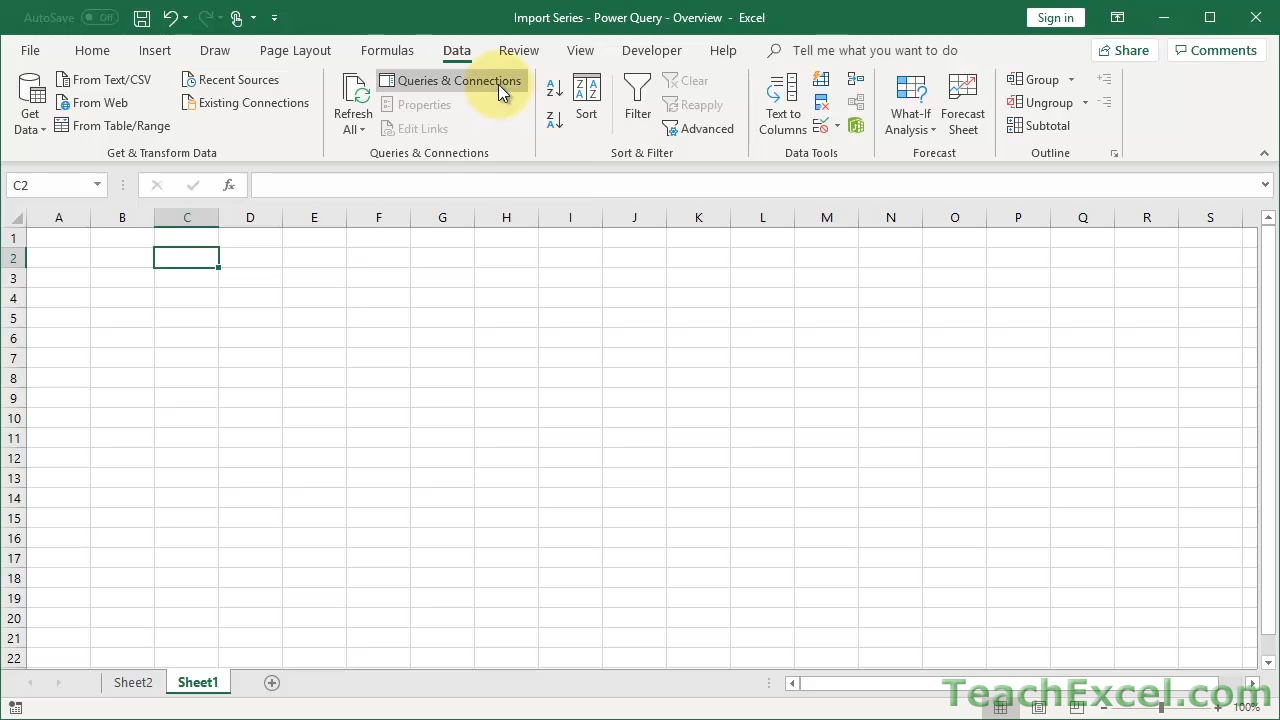 AutoSave Off
Import Series - Power Query - Overview - Excel
Sign in
File Home Insert Draw Page Layout Formulas Data Review View Developer Help Tell me what you want to do Share Comments
Get Data
From Text/CSV
From Web
From Table/Range
Recent Sources
Existing Connections
Get & Transform Data
Refresh All
Queries & Connections
Properties
Edit Links
Queries & Connections
A Z
Z A
Z A A Z
Sort
Filter
Clear
Reapply
Advanced
Sort & Filter
Text to Columns
Data Tools
What-If Analysis
Forecast Sheet
Forecast
Group
Ungroup
Subtotal
Outline
C2
fx
A B C D E F G H I J K L M N O P Q R S
1
2
3
4
5
6
7
8
9
10
11
12
13
14
15
16
17
18
19
20
21
22
Sheet2 Sheet1
TeachExcel.com
100%